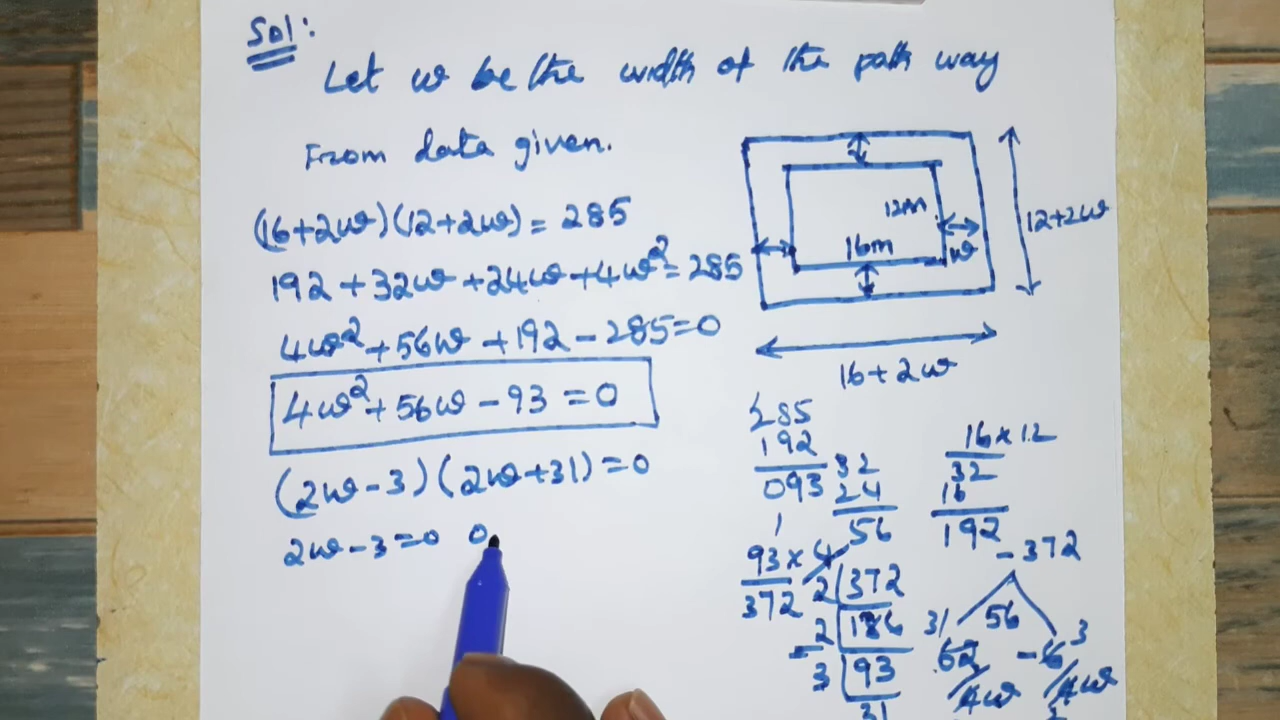 Sol:
Let w be the width of the path way
From data given.
(16+2w)(12+2w) = 285
192 + 32w + 24w + 4w² = 285
4w² + 56w + 192 - 285 = 0
4w² + 56w - 93 = 0
(2w - 3)(2w + 31) = 0
2w - 3 = 0 o
12m
16m
w
12+2w
16+2w
285
192
093
32
24
56
16 × 12
32
16
192
1
93 × 4
372
2 372
2 186
3 93
31
- 372
31 56 3
62 - 6
4w 4w